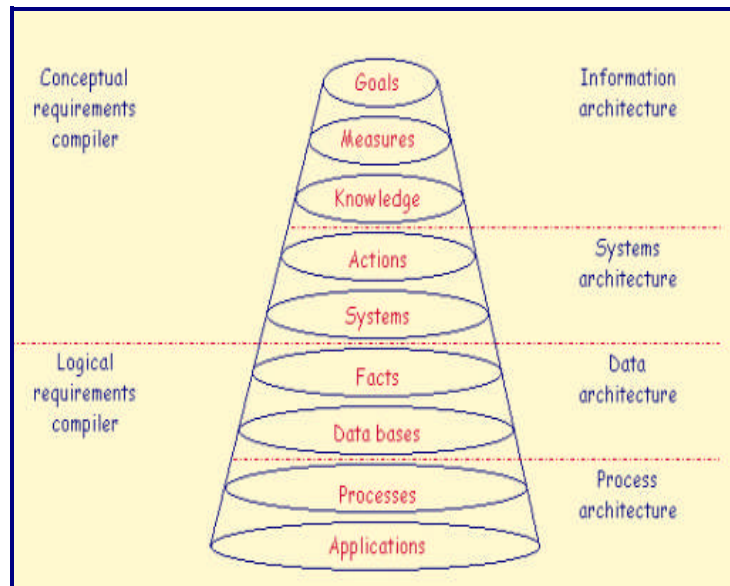 Conceptual
requirements
compiler
Goals
Measures
Knowledge
Information
architecture
Actions
Systems
Systems
architecture
Logical
requirements
compiler
Facts
Data bases
Data
architecture
Processes
Applications
Process
architecture